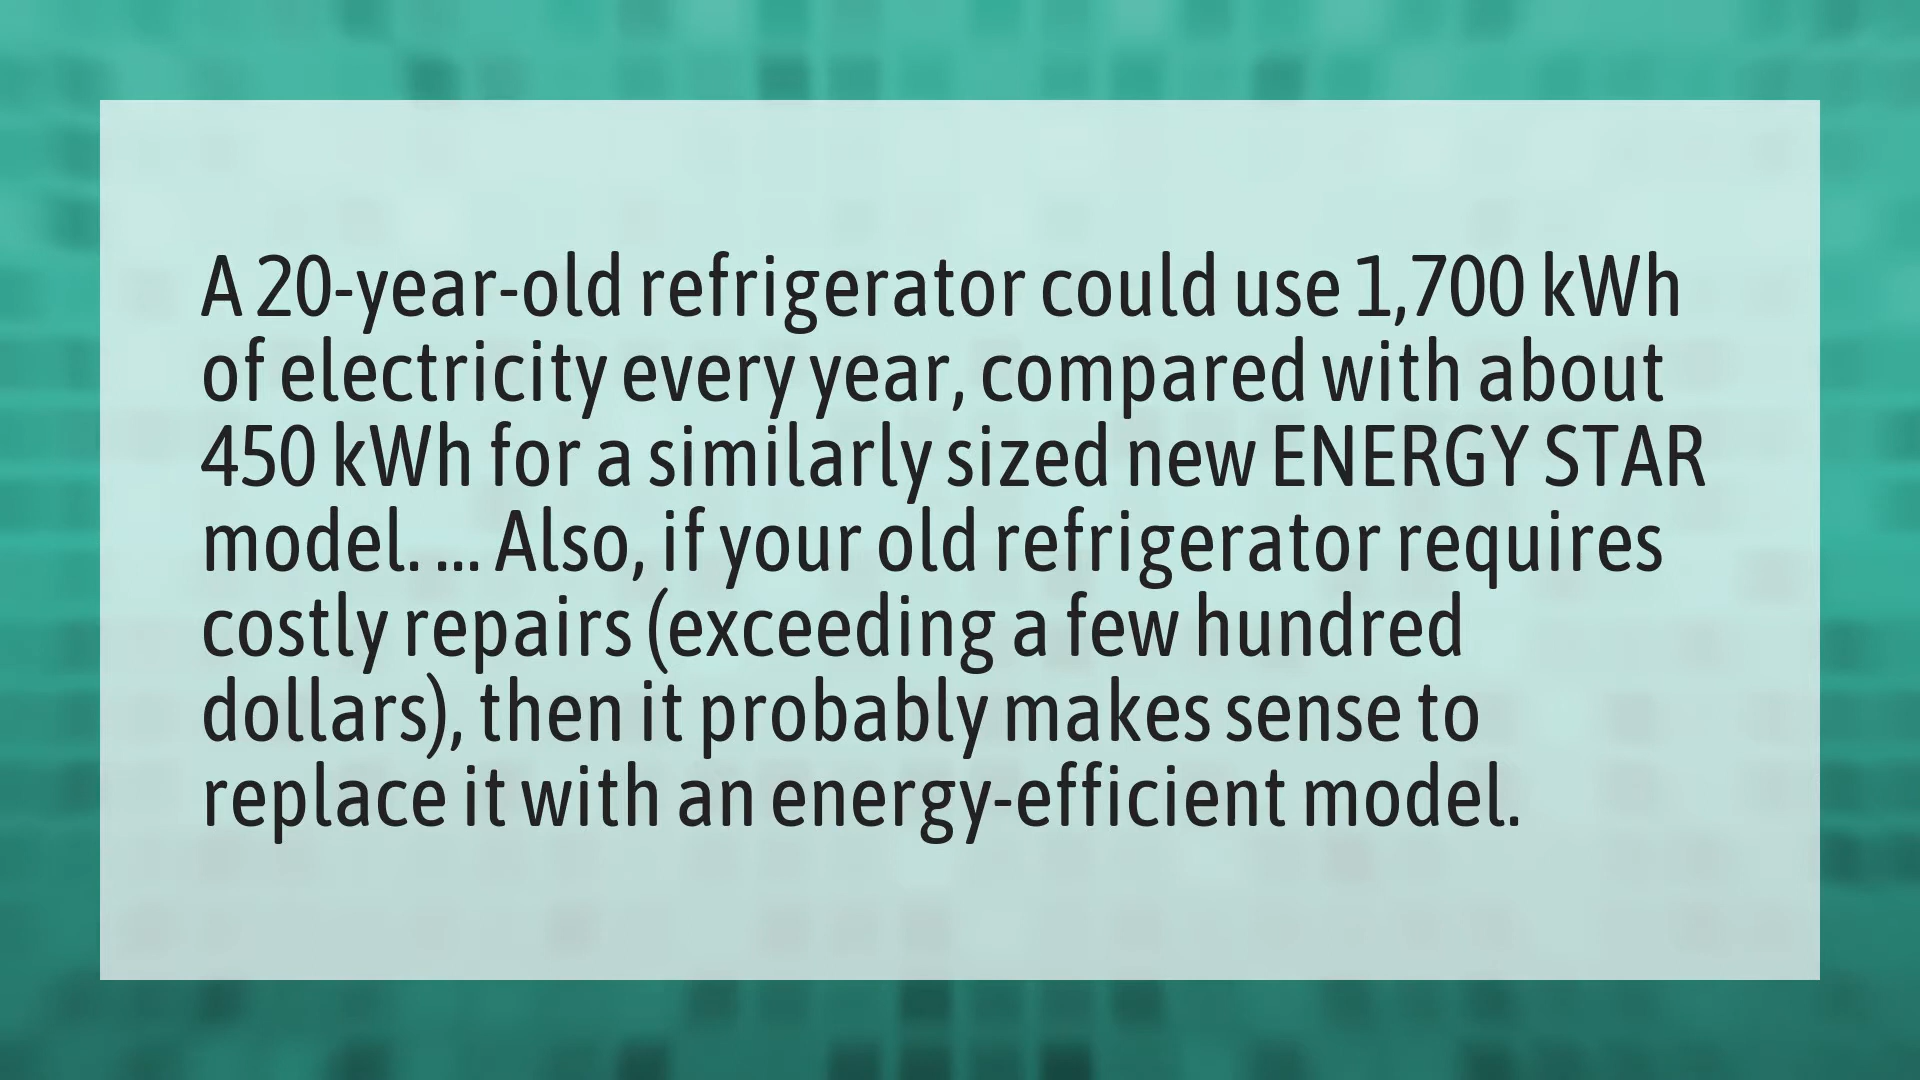 A 20-year-old refrigerator could use 1,700 kWh
of electricity every year, compared with about
450 kWh for a similarly sized new ENERGY STAR
model. ... Also, if your old refrigerator requires
costly repairs (exceeding a few hundred
dollars), then it probably makes sense to
replace it with an energy-efficient model.